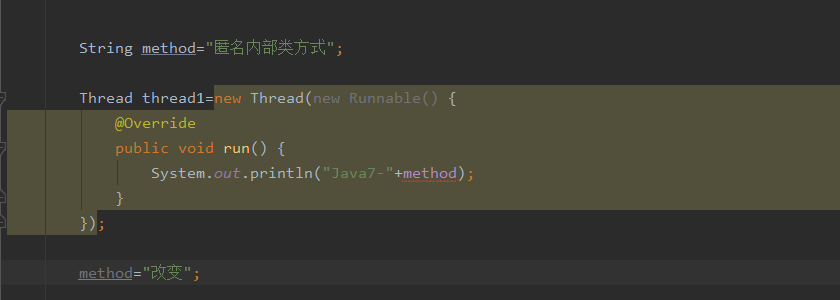 String method="匿名内部类方式";
Thread thread1=new Thread(new Runnable() {
@Override
public void run() {
System.out.println("Java7-"+method);
}
});
method="改变";